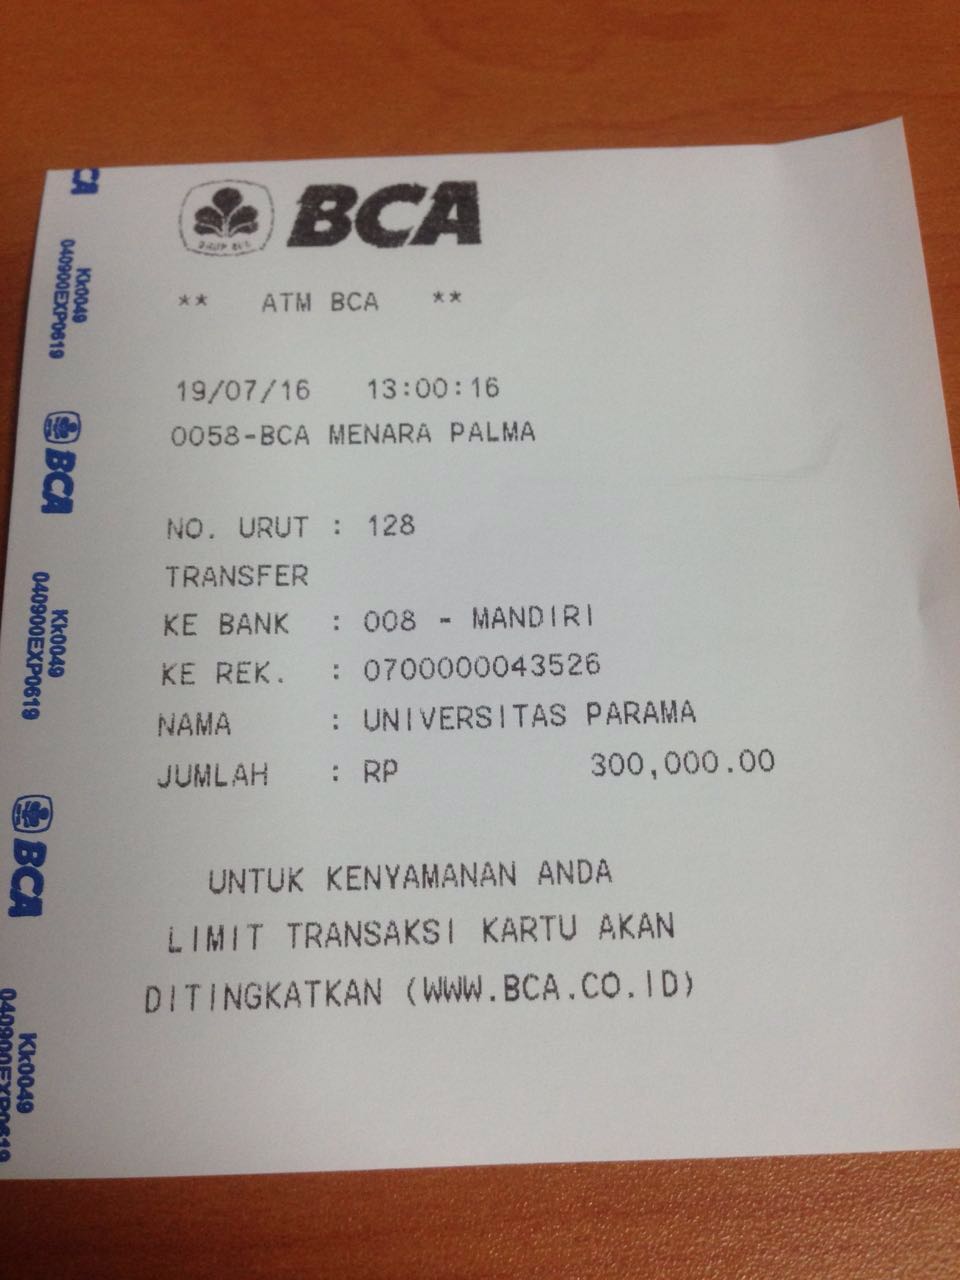 BCA
** ATM BCA **
19/07/16 13:00:16
0058-BCA MENARA PALMA
NO. URUT : 128
TRANSFER
KE BANK : 008 - MANDIRI
KE REK. : 0700000043526
NAMA : UNIVERSITAS PARAMA
JUMLAH : RP 300,000.00
UNTUK KENYAMANAN ANDA
LIMIT TRANSAKSI KARTU AKAN
DITINGKATKAN (WWW.BCA.CO.ID)
CA
Kk0049
040900EXP0619
BCA
Kk0049
040900EXP0619
BCA
Kk0049
040900EXP0619